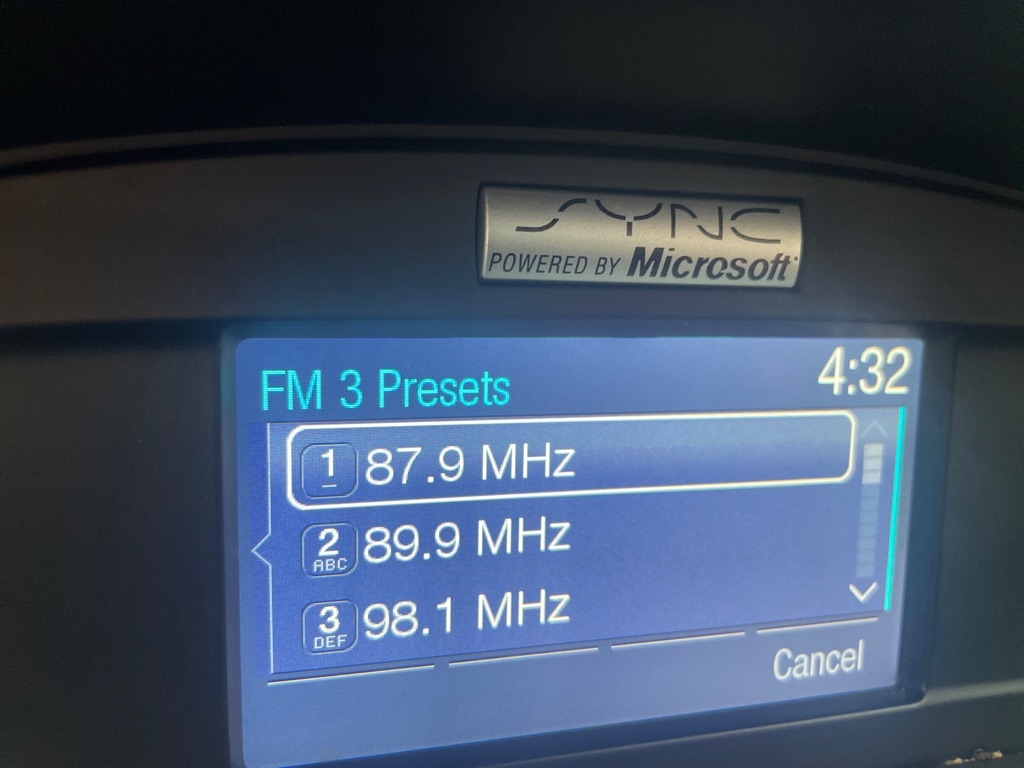 SYNC
POWERED BY Microsoft
FM 3 Presets
4:32
1 87.9 MHz
2 ABC 89.9 MHz
3 DEF 98.1 MHz
Cancel